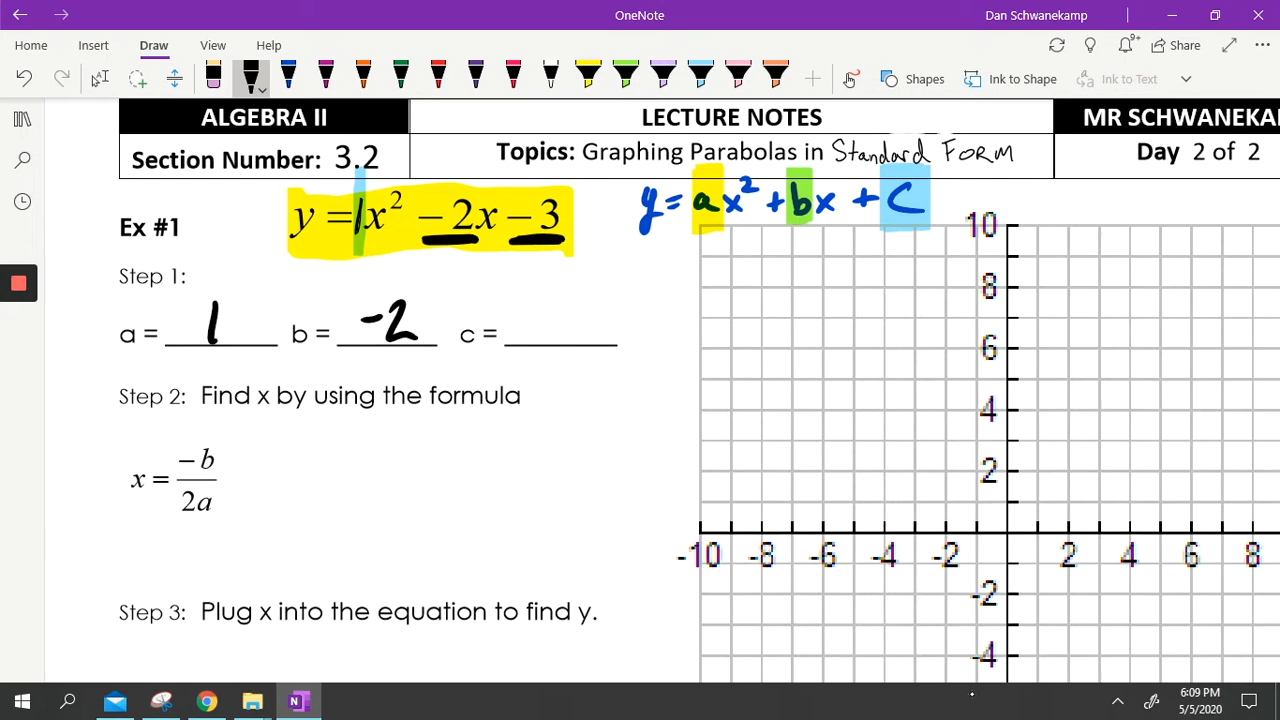 OneNote
Dan Schwanekamp
Home Insert Draw View Help
Share
Shapes Ink to Shape Ink to Text
ALGEBRA II LECTURE NOTES MR SCHWANEKA
Section Number: 3.2 Topics: Graphing Parabolas in Standard FORM Day 2 of 2
Ex #1 y = 1x² − 2x − 3 y = ax² + bx + c
Step 1:
a = 1 b = -2 c =
Step 2: Find x by using the formula
x = −b / 2a
Step 3: Plug x into the equation to find y.
10
8
6
4
2
-10 -8 -6 -4 -2 2 4 6 8
-2
-4
6:09 PM
5/5/2020